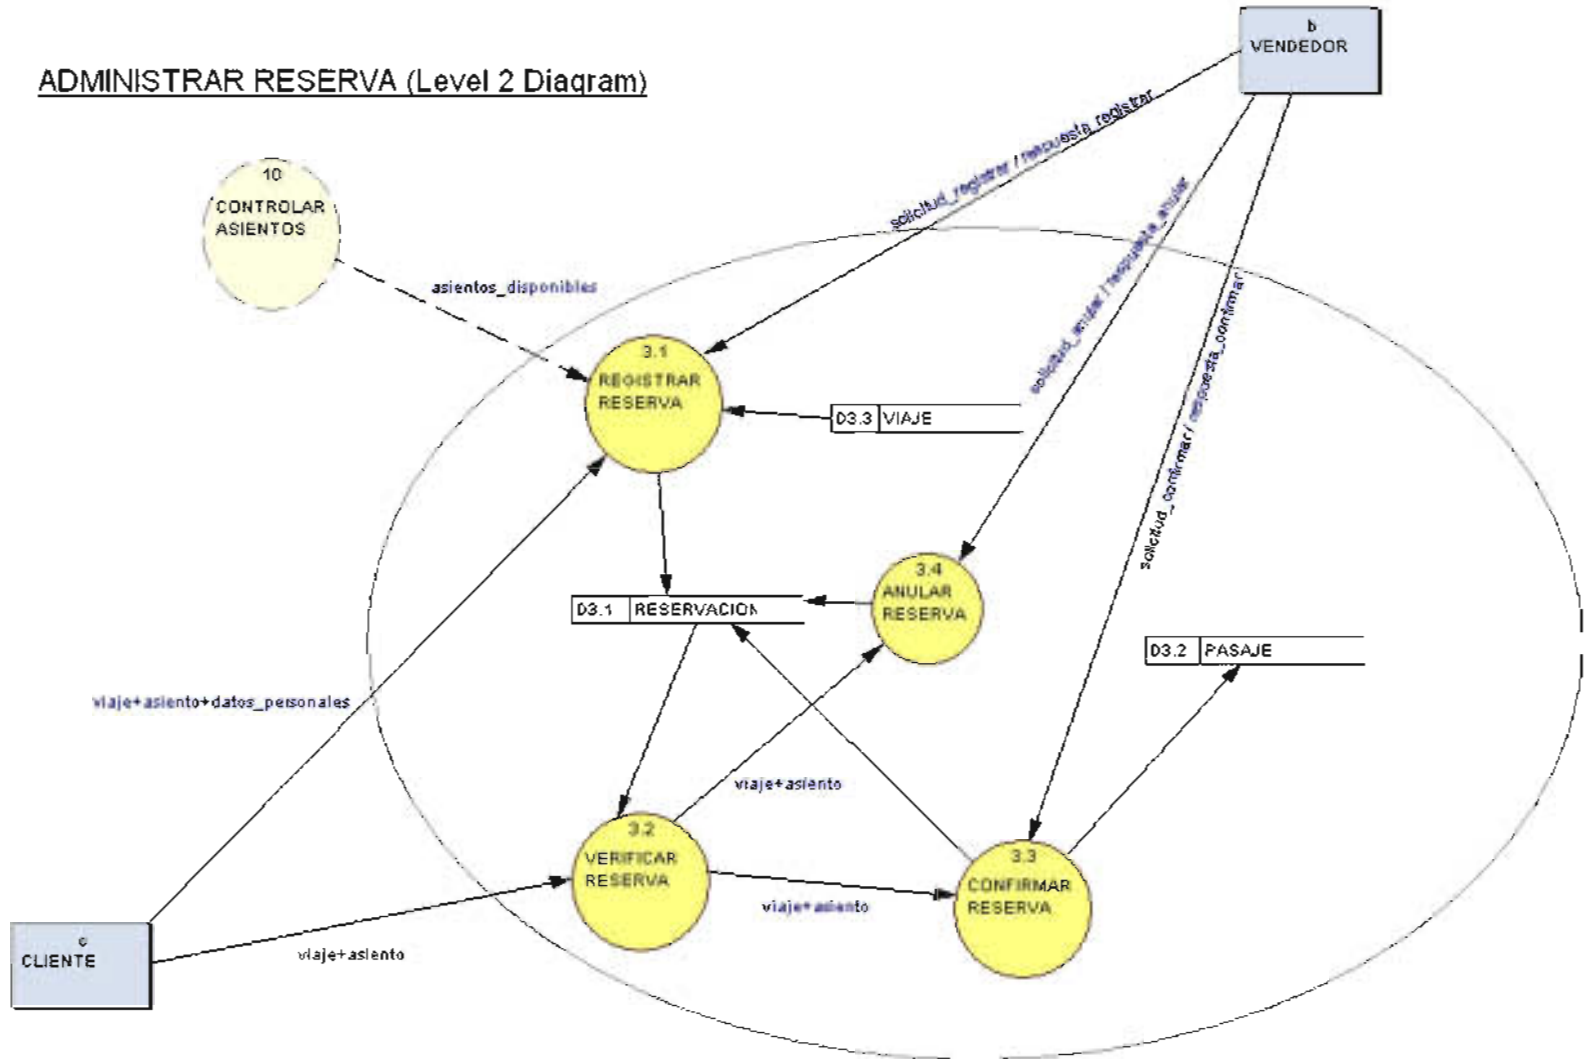 b
VENDEDOR
ADMINISTRAR RESERVA (Level 2 Diagram)
solicitud_registrar / respuesta_registrar
10
CONTROLAR
ASIENTOS
solicitud_anular / respuesta_anular
asientos_disponibles
solicitud_confirmar / respuesta_confirmar
3.1
REGISTRAR
RESERVA
D3.3 VIAJE
3.4
ANULAR
RESERVA
D3.1 RESERVACION
D3.2 PASAJE
viaje+asiento+datos_personales
viaje+asiento
3.2
VERIFICAR
RESERVA
3.3
CONFIRMAR
RESERVA
viaje+asiento
c
CLIENTE
viaje+asiento